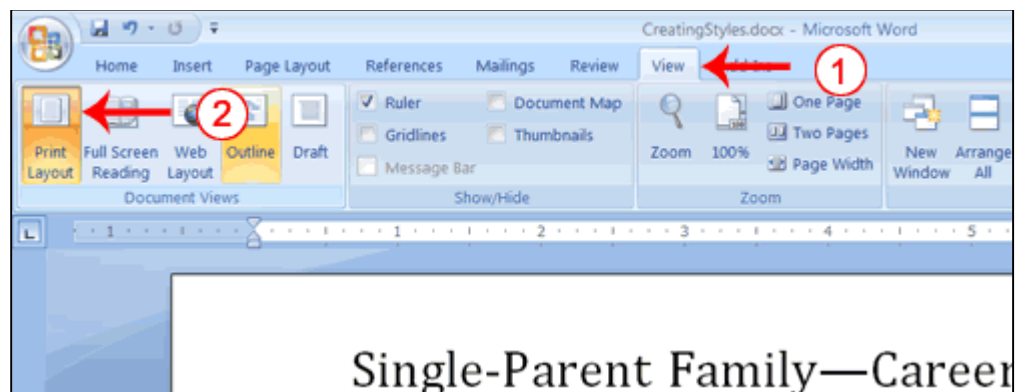 CreatingStyles.docx - Microsoft Word
Home Insert Page Layout References Mailings Review View
1
2
Print Layout
Full Screen Reading
Web Layout
Outline
Draft
Document Views
Ruler
Gridlines
Message Bar
Document Map
Thumbnails
Show/Hide
Zoom
100%
One Page
Two Pages
Page Width
Zoom
New Window
Arrange All
1 1 2 3 4 5
Single-Parent Family—Career